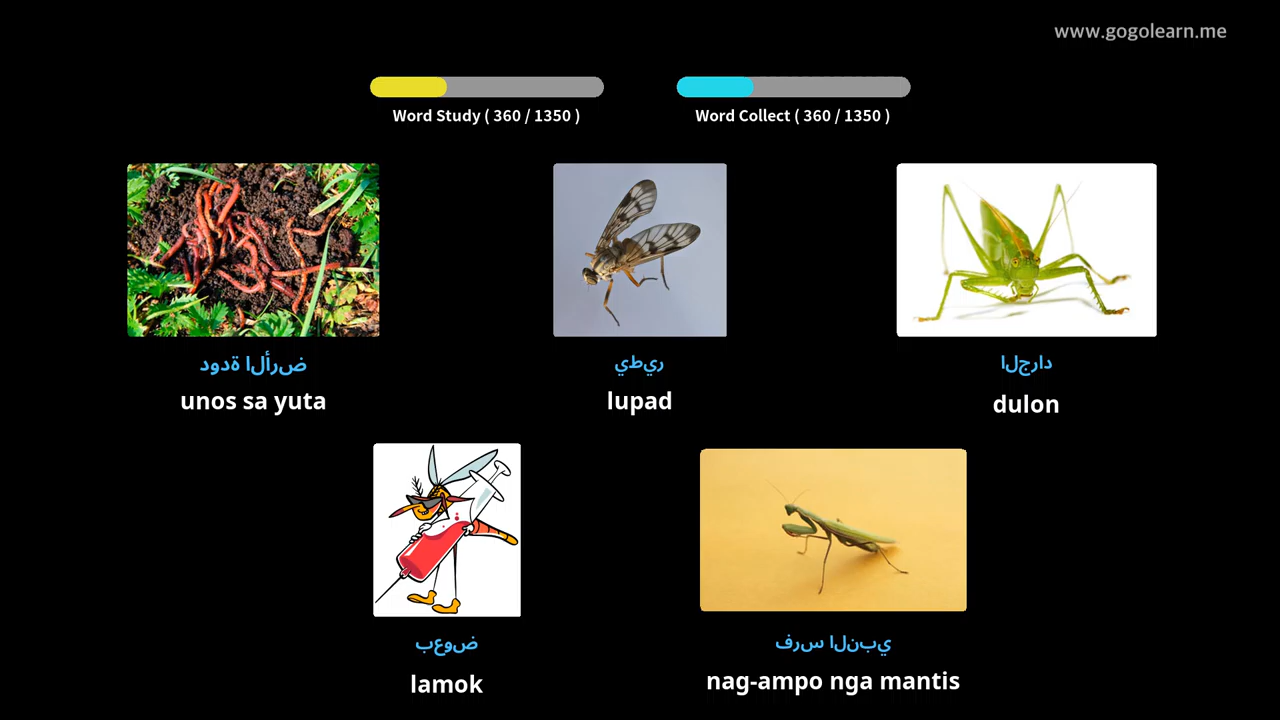 www.gogolearn.me
Word Study ( 360 / 1350 )
Word Collect ( 360 / 1350 )
دودة الأرض
unos sa yuta
يطير
lupad
الجراد
dulon
بعوض
lamok
فرس النبي
nag-ampo nga mantis